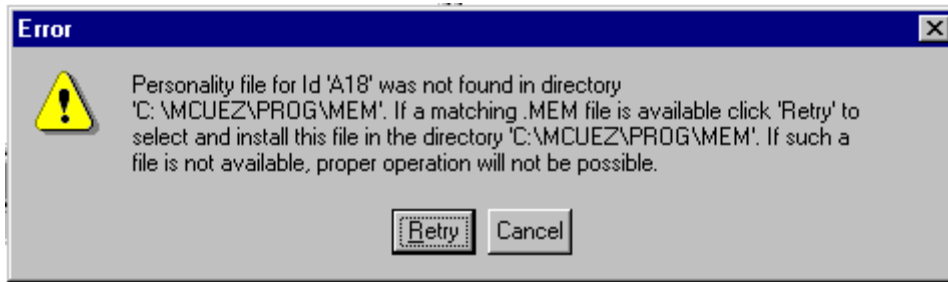 Error
Personality file for Id 'A18' was not found in directory
'C: \MCUEZ\PROG\MEM'. If a matching .MEM file is available click 'Retry' to
select and install this file in the directory 'C:\MCUEZ\PROG\MEM'. If such a
file is not available, proper operation will not be possible.
Retry Cancel